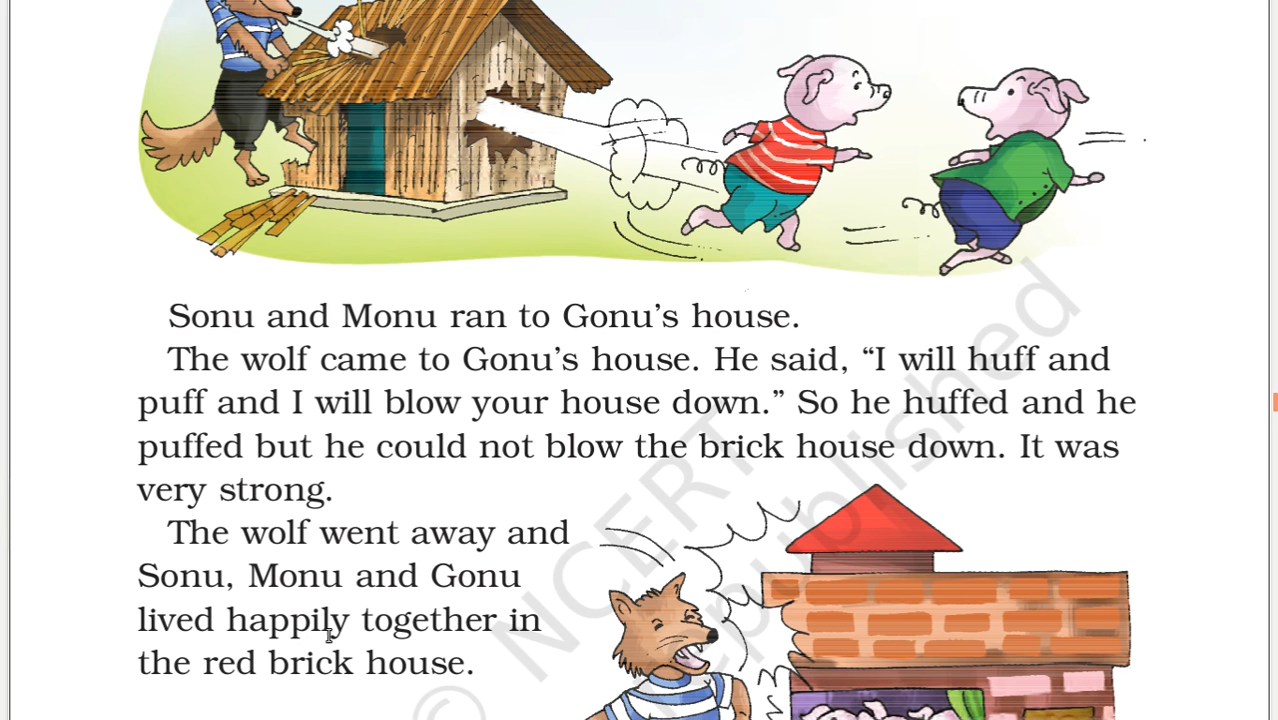 Sonu and Monu ran to Gonu’s house.
The wolf came to Gonu’s house. He said, “I will huff and
puff and I will blow your house down.” So he huffed and he
puffed but he could not blow the brick house down. It was
very strong.
The wolf went away and
Sonu, Monu and Gonu
lived happily together in
the red brick house.
© NCERT
republished